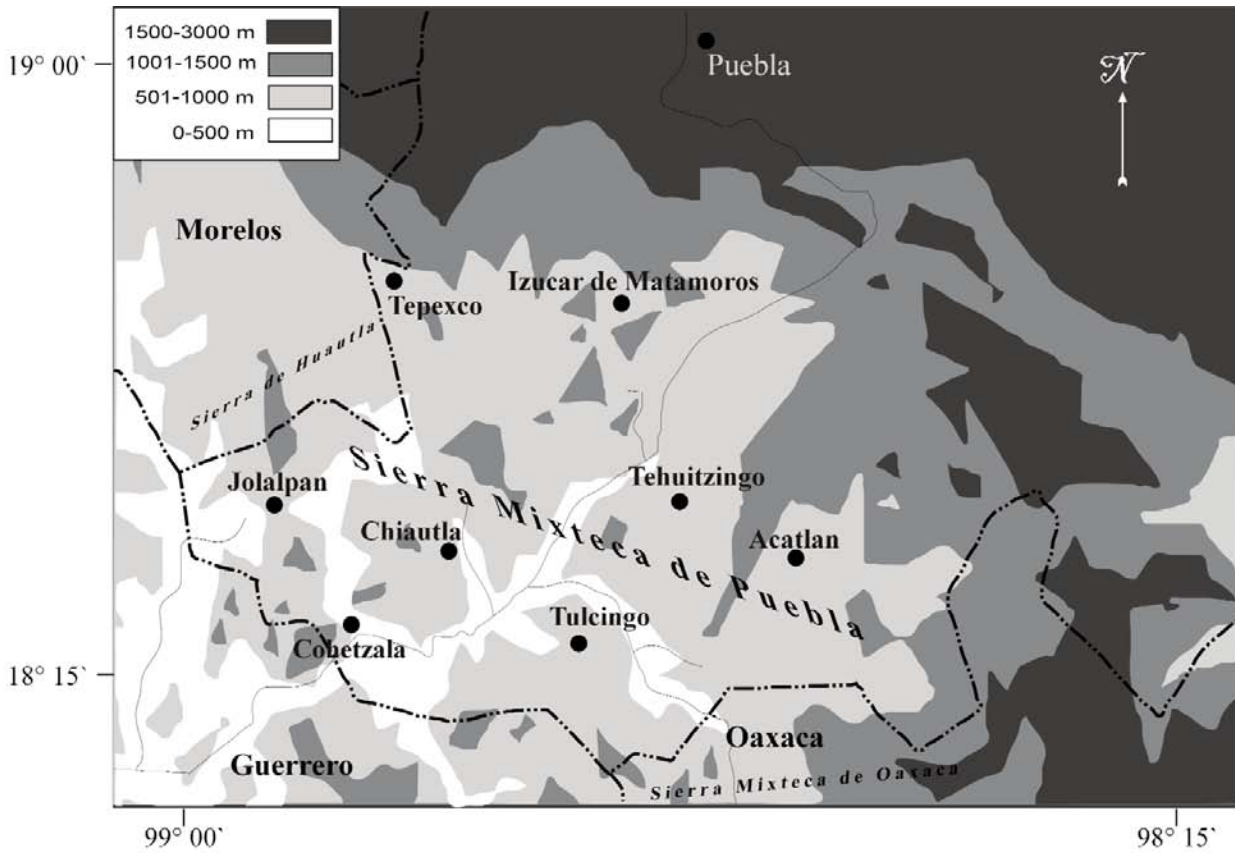 1500-3000 m
1001-1500 m
501-1000 m
0-500 m
19° 00`
18° 15`
99° 00`
98° 15`
N
Puebla
Morelos
Tepexco
Izucar de Matamoros
Sierra de Huautla
Jolalpan
Sierra Mixteca de Puebla
Tehuitzingo
Chiautla
Acatlan
Tulcingo
Cohetzala
Oaxaca
Guerrero
Sierra Mixteca de Oaxaca